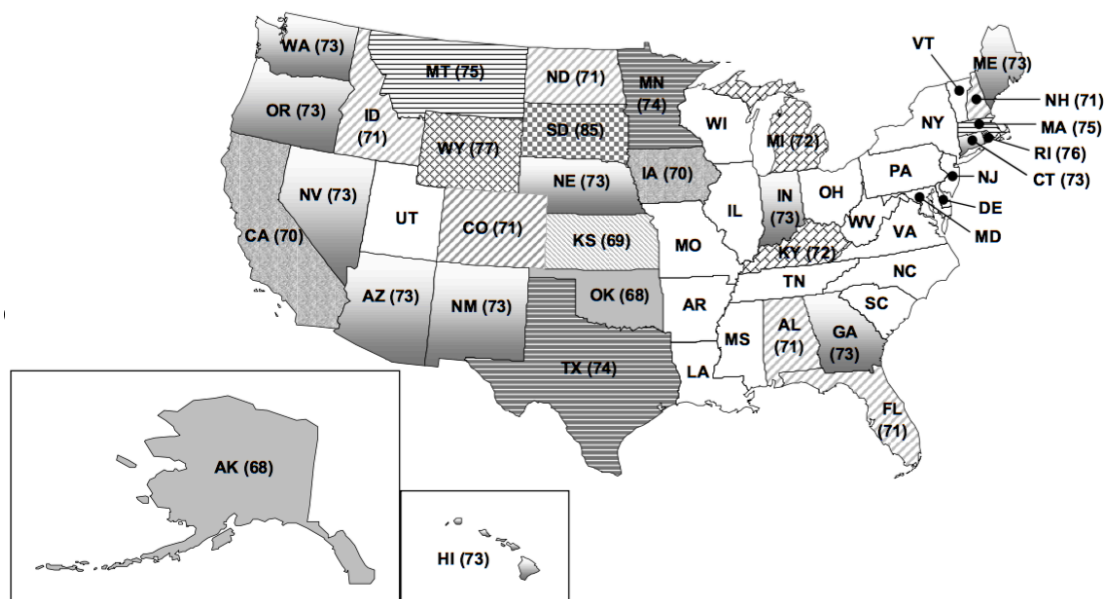 WA (73)
MT (75)
ND (71)
MN
(74)
VT
ME (73)
OR (73)
ID
(71)
SD (85)
WI
MI (72)
NY
NH (71)
MA (75)
RI (76)
WY (77)
NE (73)
IA (70)
PA
NJ
CT (73)
NV (73)
UT
CO (71)
IL
IN
(73)
OH
WV
VA
DE
MD
CA (70)
KS (69)
MO
KY (72)
NC
TN
AZ (73)
NM (73)
OK (68)
AR
SC
MS
AL
(71)
GA
(73)
TX (74)
LA
FL
(71)
AK (68)
HI (73)